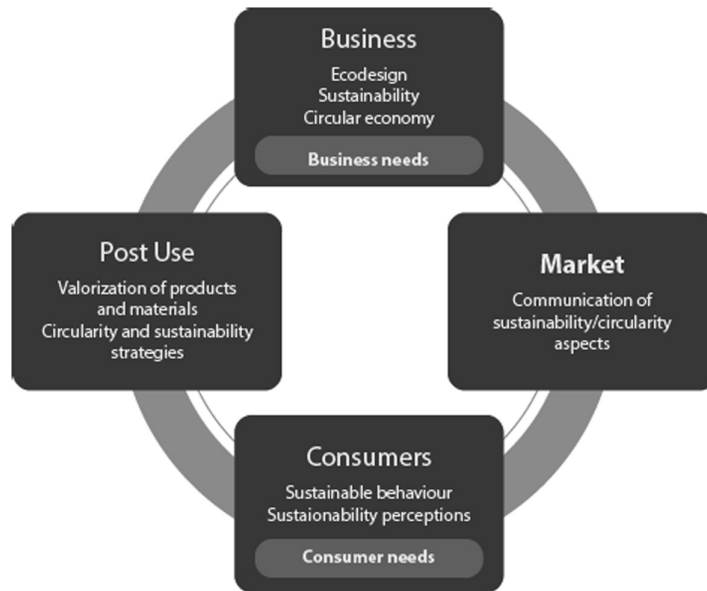 Business
Ecodesign
Sustainability
Circular economy
Business needs
Post Use
Valorization of products
and materials
Circularity and sustainability
strategies
Market
Communication of
sustainability/circularity
aspects
Consumers
Sustainable behaviour
Sustaionability perceptions
Consumer needs